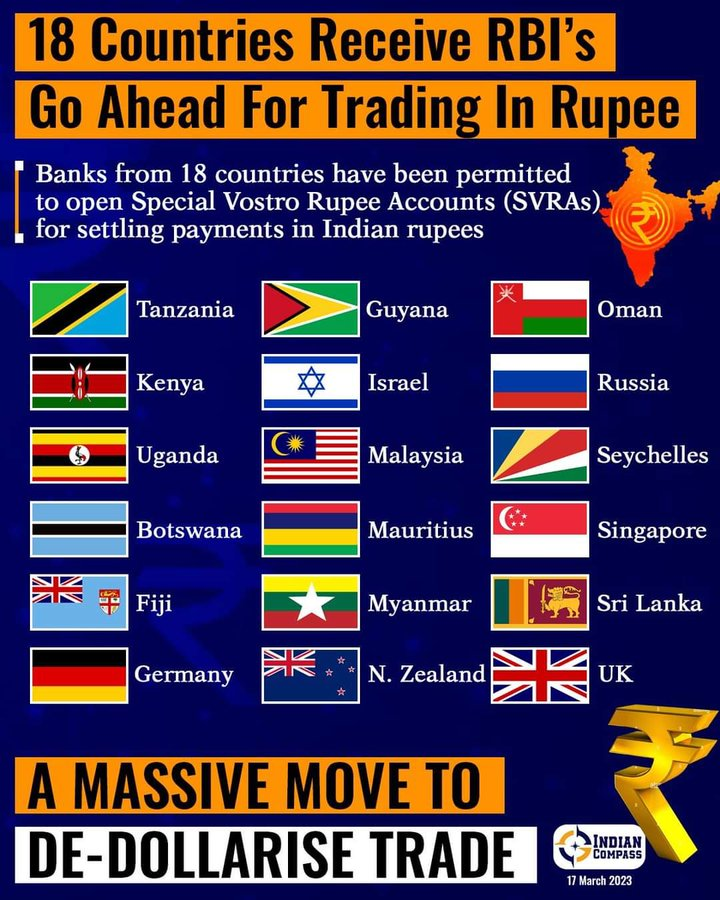 18 Countries Receive RBI's
Go Ahead For Trading In Rupee
Banks from 18 countries have been permitted
to open Special Vostro Rupee Accounts (SVRAs)
for settling payments in Indian rupees
₹
Tanzania
Guyana
Oman
Kenya
Israel
Russia
Uganda
Malaysia
Seychelles
Botswana
Mauritius
Singapore
Fiji
Myanmar
Sri Lanka
Germany
N. Zealand
UK
₹
A MASSIVE MOVE TO
DE-DOLLARISE TRADE
INDIAN
COMPASS
17 March 2023